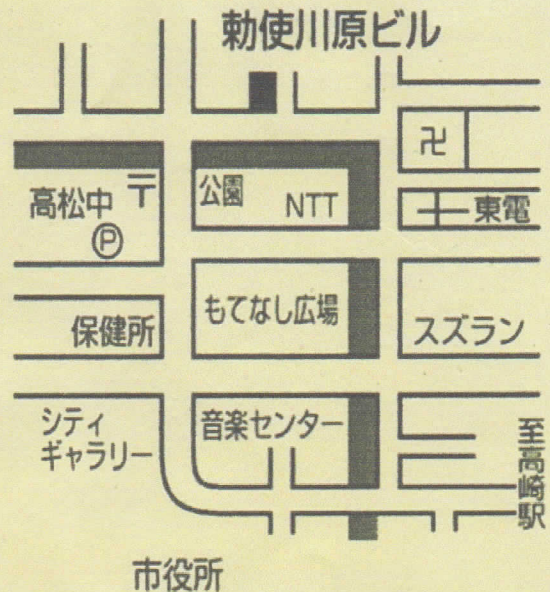 勅使川原ビル
卍
高松中
〒
公園
NTT
東電
Ⓟ
保健所
もてなし広場
スズラン
シティ
ギャラリー
音楽センター
至高崎駅
市役所